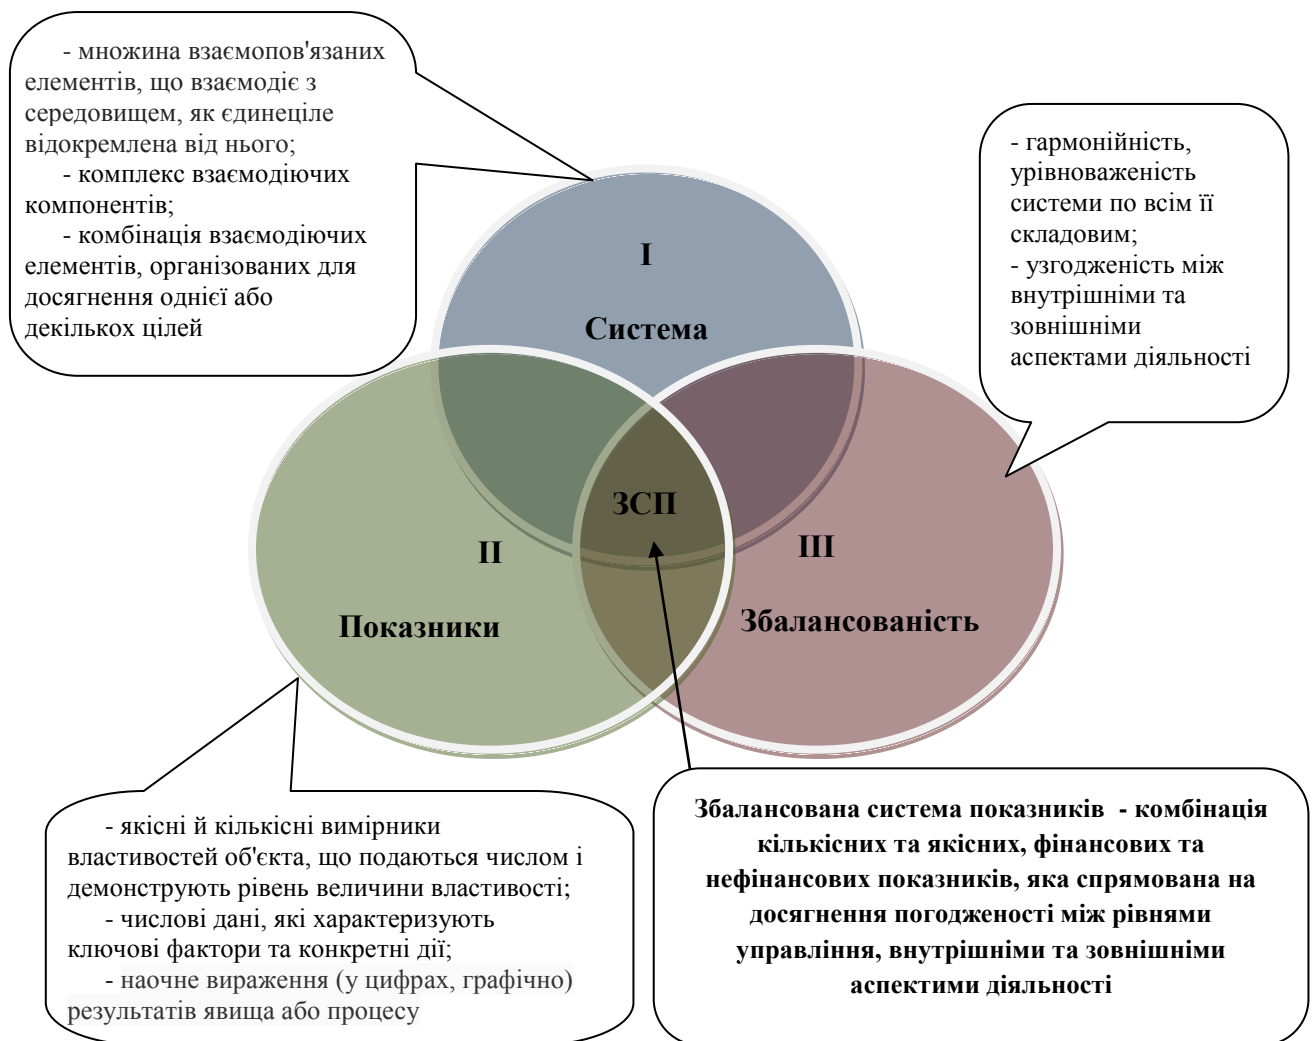 - множина взаємопов'язаних
елементів, що взаємодіє з
середовищем, як єдинеціле
відокремлена від нього;
- комплекс взаємодіючих
компонентів;
- комбінація взаємодіючих
елементів, організованих для
досягнення однієї або
декількох цілей
- гармонійність,
урівноваженість
системи по всім її
складовим;
- узгодженість між
внутрішніми та
зовнішніми
аспектами діяльності
I
Система
ЗСП
II
Показники
III
Збалансованість
- якісні й кількісні вимірники
властивостей об'єкта, що подаються числом і
демонструють рівень величини властивості;
- числові дані, які характеризують
ключові фактори та конкретні дії;
- наочне вираження (у цифрах, графічно)
результатів явища або процесу
Збалансована система показників - комбінація
кількісних та якісних, фінансових та
нефінансових показників, яка спрямована на
досягнення погодженості між рівнями
управління, внутрішніми та зовнішніми
аспектими діяльності